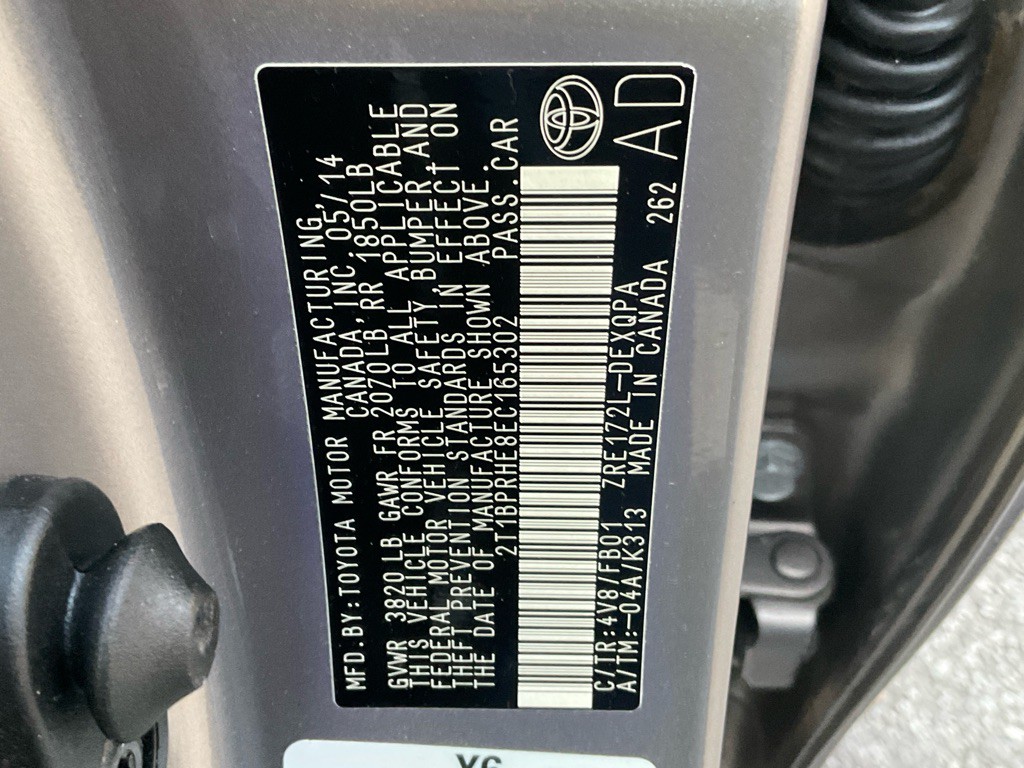 MFD.BY:TOYOTA MOTOR MANUFACTURING,
CANADA,INC. 05/14
GVWR 3820LB GAWR FR 2070LB RR 1850LB
THIS VEHICLE CONFORMS TO ALL APPLICABLE
FEDERAL MOTOR VEHICLE SAFETY, BUMPER,AND
THEFT PREVENTION STANDARDS IN EFFECT ON
THE DATE OF MANUFACTURE SHOWN ABOVE.
2T1BPRHE8EC165302 PASS.CAR
C/TR:4V8/FB01 ZRE172L-DEXQPA
A/TM:-04A/K313 MADE IN CANADA 262
AD